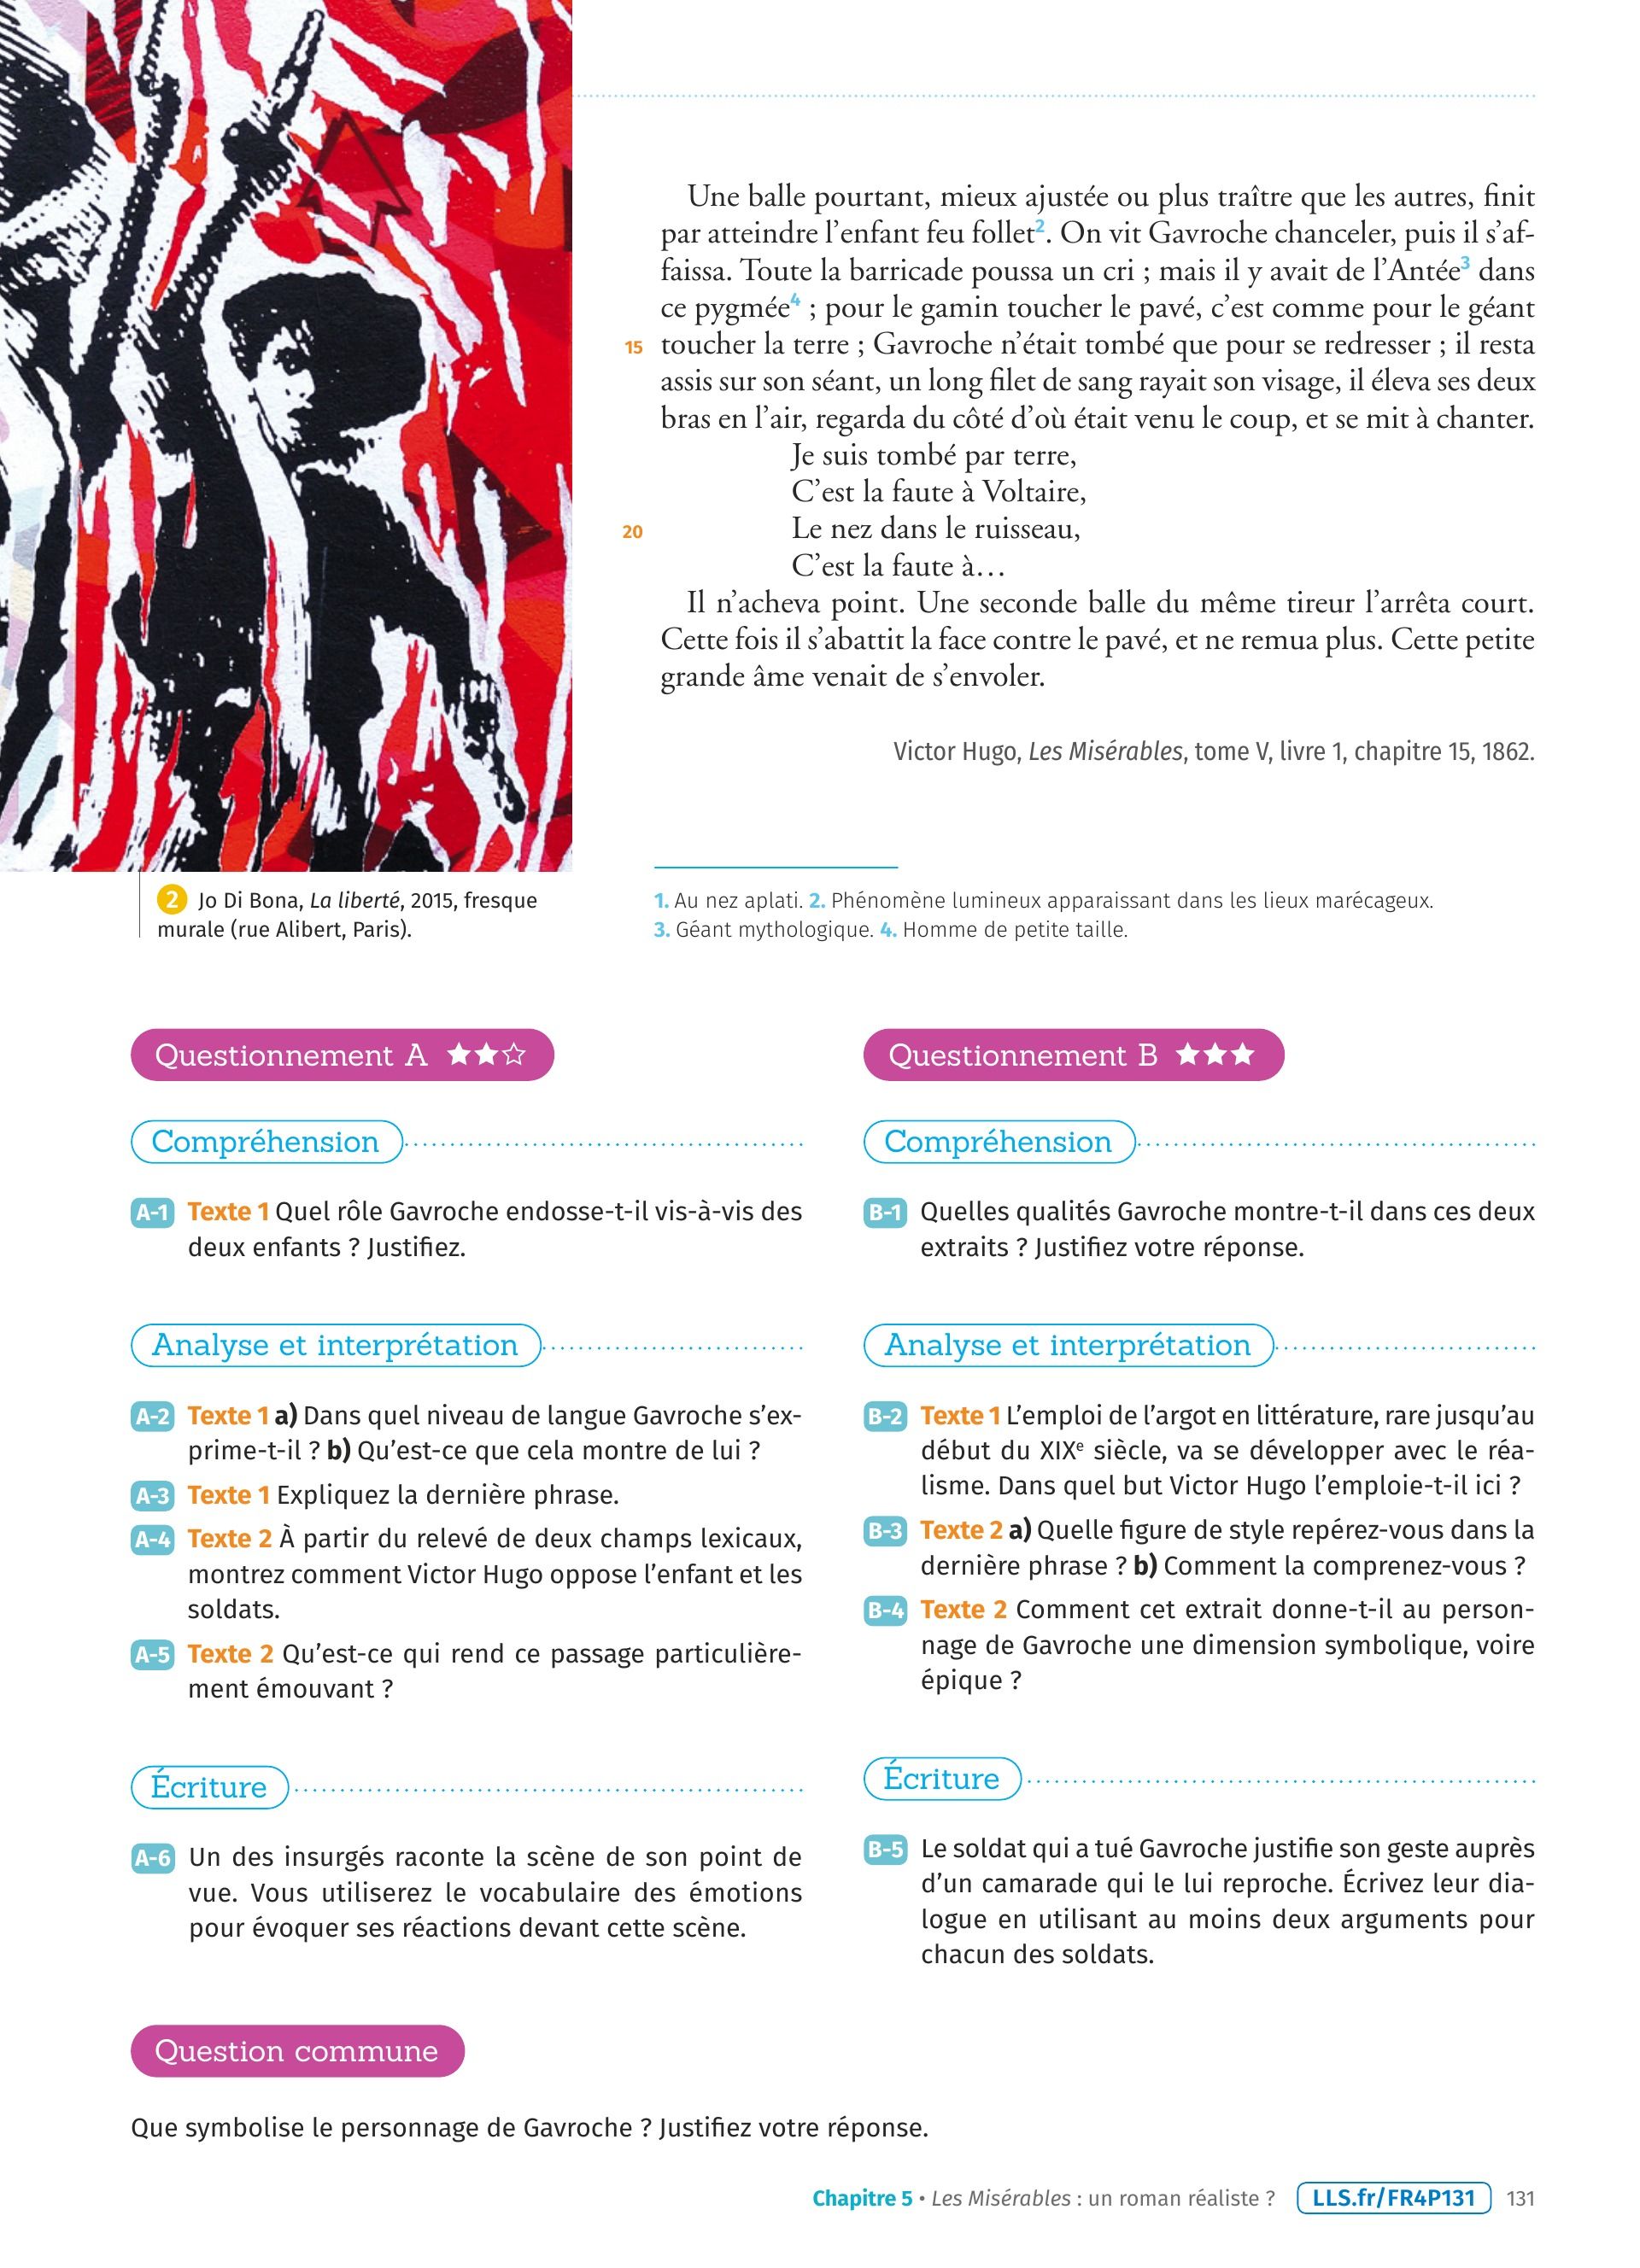 Une balle pourtant, mieux ajustée ou plus traître que les autres, finit
par atteindre l'enfant feu follet2. On vit Gavroche chanceler, puis il s'af-
faissa. Toute la barricade poussa un cri ; mais il y avait de l'Antée3 dans
ce pygmée4 ; pour le gamin toucher le pavé, c'est comme pour le géant
15 toucher la terre ; Gavroche n'était tombé que pour se redresser ; il resta
assis sur son séant, un long filet de sang rayait son visage, il éleva ses deux
bras en l'air, regarda du côté d'où était venu le coup, et se mit à chanter.
Je suis tombé par terre,
C'est la faute à Voltaire,
20 Le nez dans le ruisseau,
C'est la faute à…
Il n'acheva point. Une seconde balle du même tireur l'arrêta court.
Cette fois il s'abattit la face contre le pavé, et ne remua plus. Cette petite
grande âme venait de s'envoler.
Victor Hugo, Les Misérables, tome V, livre 1, chapitre 15, 1862.
2 Jo Di Bona, La liberté, 2015, fresque
murale (rue Alibert, Paris).
1. Au nez aplati. 2. Phénomène lumineux apparaissant dans les lieux marécageux.
3. Géant mythologique. 4. Homme de petite taille.
Questionnement A ★★☆
Compréhension
A-1 Texte 1 Quel rôle Gavroche endosse-t-il vis-à-vis des
deux enfants ? Justifiez.
Analyse et interprétation
A-2 Texte 1 a) Dans quel niveau de langue Gavroche s'ex-
prime-t-il ? b) Qu'est-ce que cela montre de lui ?
A-3 Texte 1 Expliquez la dernière phrase.
A-4 Texte 2 À partir du relevé de deux champs lexicaux,
montrez comment Victor Hugo oppose l'enfant et les
soldats.
A-5 Texte 2 Qu'est-ce qui rend ce passage particulière-
ment émouvant ?
Écriture
A-6 Un des insurgés raconte la scène de son point de
vue. Vous utiliserez le vocabulaire des émotions
pour évoquer ses réactions devant cette scène.
Questionnement B ★★★
Compréhension
B-1 Quelles qualités Gavroche montre-t-il dans ces deux
extraits ? Justifiez votre réponse.
Analyse et interprétation
B-2 Texte 1 L'emploi de l'argot en littérature, rare jusqu'au
début du XIXe siècle, va se développer avec le réa-
lisme. Dans quel but Victor Hugo l'emploie-t-il ici ?
B-3 Texte 2 a) Quelle figure de style repérez-vous dans la
dernière phrase ? b) Comment la comprenez-vous ?
B-4 Texte 2 Comment cet extrait donne-t-il au person-
nage de Gavroche une dimension symbolique, voire
épique ?
Écriture
B-5 Le soldat qui a tué Gavroche justifie son geste auprès
d'un camarade qui le lui reproche. Écrivez leur dia-
logue en utilisant au moins deux arguments pour
chacun des soldats.
Question commune
Que symbolise le personnage de Gavroche ? Justifiez votre réponse.
Chapitre 5 • Les Misérables : un roman réaliste ? LLS.fr/FR4P131 131